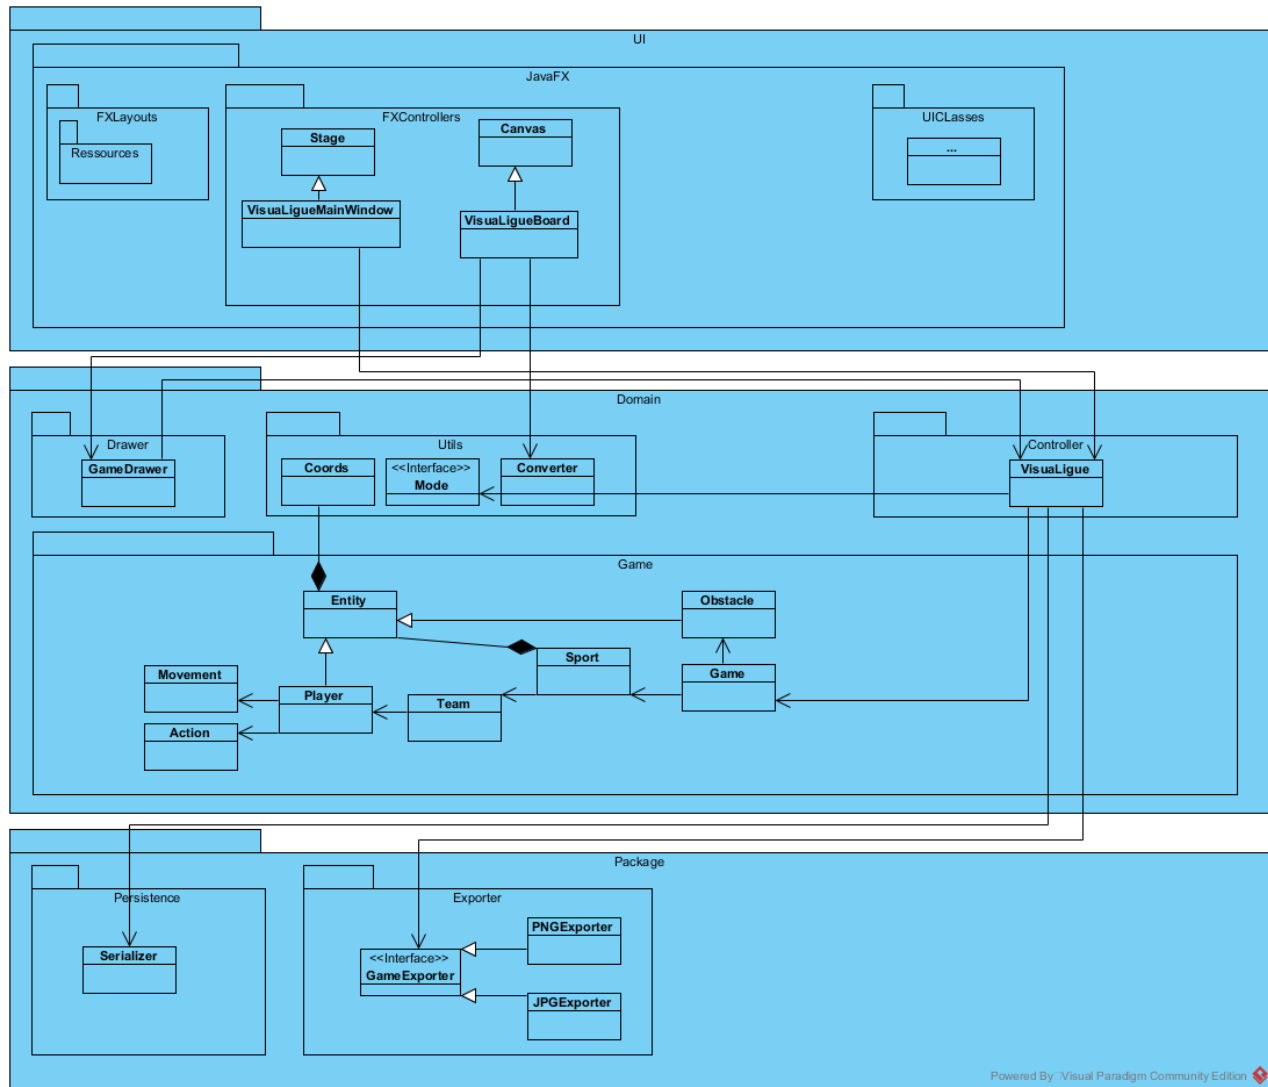 UI
JavaFX
FXLayouts
Ressources
FXControllers
Stage
Canvas
VisuaLigueMainWindow
VisuaLigueBoard
UIClasses
...
Domain
Drawer
GameDrawer
Utils
Coords
<<Interface>>
Mode
Converter
Controller
VisuaLigue
Game
Entity
Obstacle
Sport
Game
Movement
Player
Team
Action
Package
Persistence
Serializer
Exporter
<<Interface>>
GameExporter
PNGExporter
JPGExporter
Powered By Visual Paradigm Community Edition